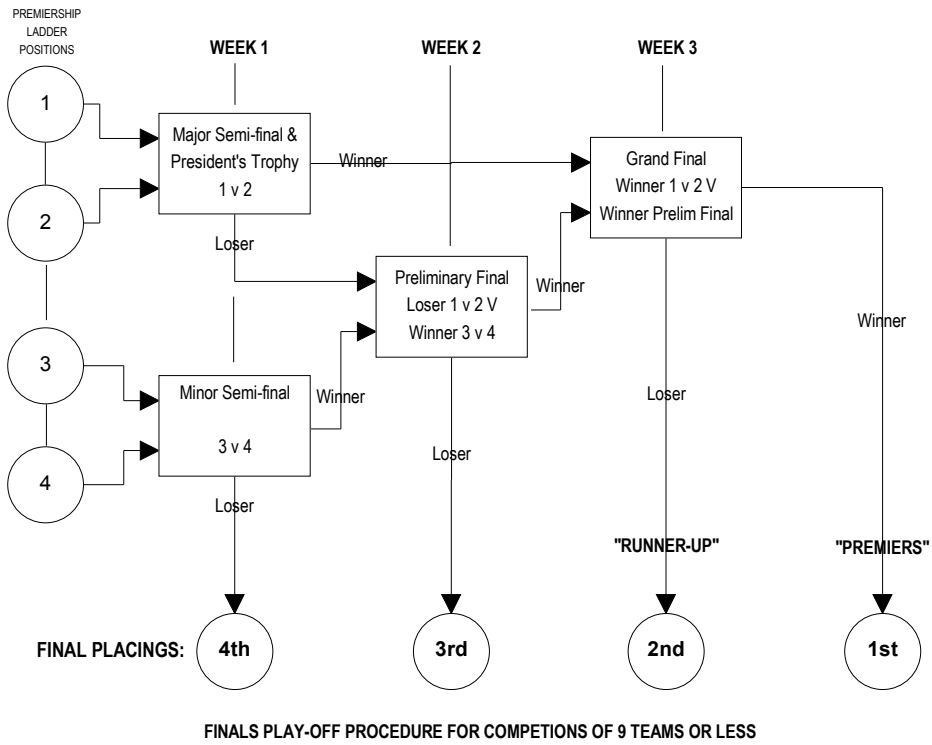 PREMIERSHIP
LADDER
POSITIONS
WEEK 1
WEEK 2
WEEK 3
1
2
3
4
Major Semi-final &
President's Trophy
1 v 2
Winner
Loser
Grand Final
Winner 1 v 2 V
Winner Prelim Final
Preliminary Final
Loser 1 v 2 V
Winner 3 v 4
Winner
Winner
Minor Semi-final
3 v 4
Winner
Loser
Loser
Loser
"RUNNER-UP"
"PREMIERS"
FINAL PLACINGS:
4th
3rd
2nd
1st
FINALS PLAY-OFF PROCEDURE FOR COMPETIONS OF 9 TEAMS OR LESS